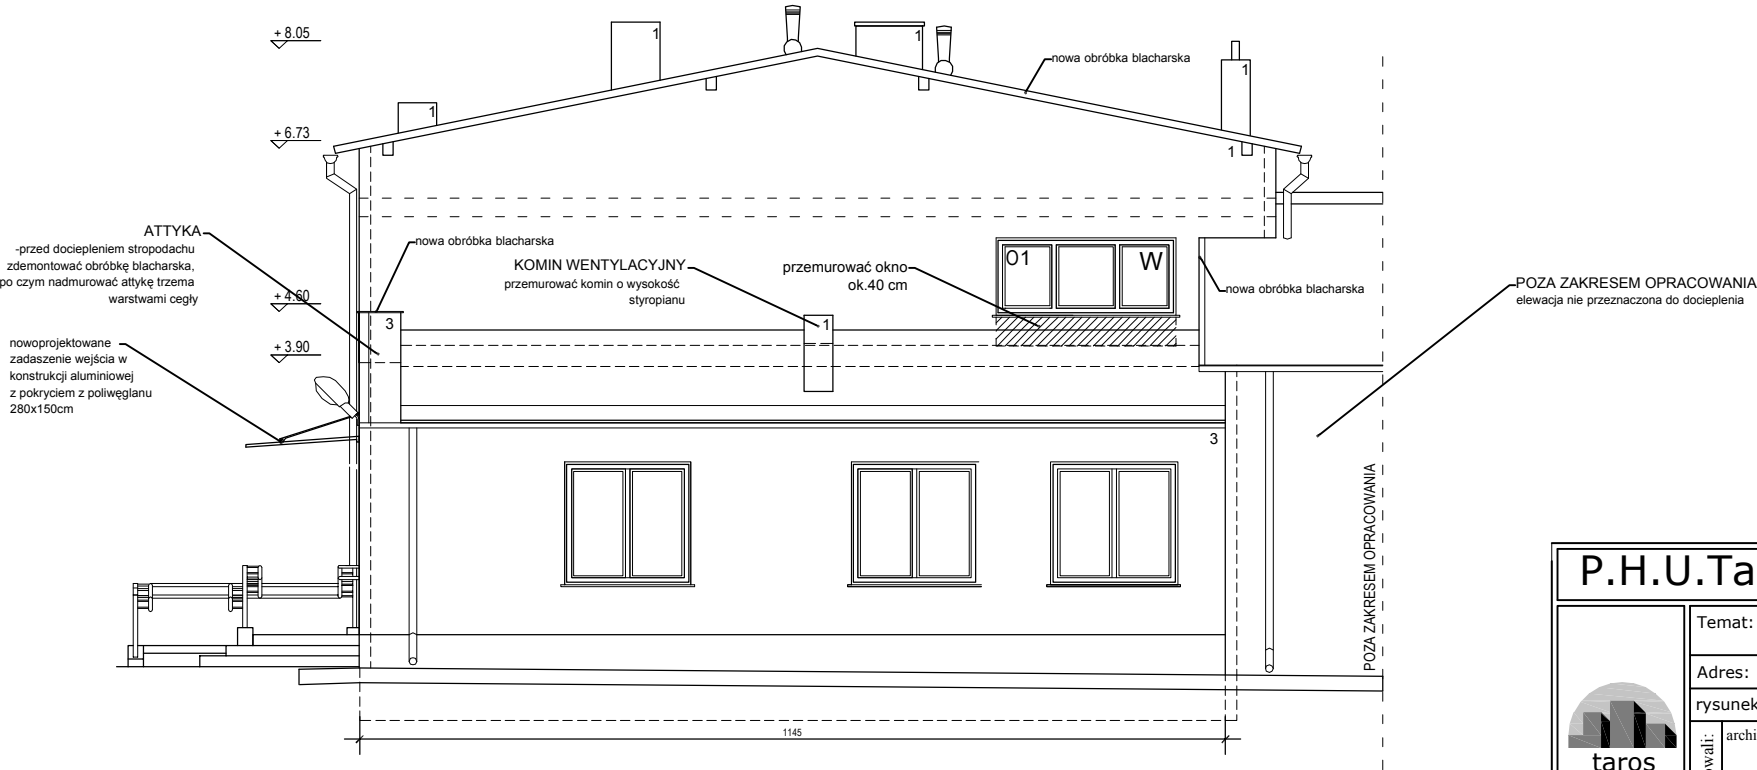 + 8.05
1
1
1
nowa obróbka blacharska
1
+ 6.73
1
ATTYKA
-przed dociepleniem stropodachu
zdemontować obróbkę blacharska,
po czym nadmurować attykę trzema
warstwami cegły
nowa obróbka blacharska
KOMIN WENTYLACYJNY
przemurować komin o wysokość
styropianu
przemurować okno
ok.40 cm
O1
W
nowa obróbka blacharska
POZA ZAKRESEM OPRACOWANIA
elewacja nie przeznaczona do docieplenia
+ 4.60
3
1
+ 3.90
nowoprojektowane
zadaszenie wejścia w
konstrukcji aluminiowej
z pokryciem z poliwęglanu
280x150cm
3
POZA ZAKRESEM OPRACOWANIA
1145
P.H.U.Ta
Temat:
Adres:
rysunek
archi
wali:
taros